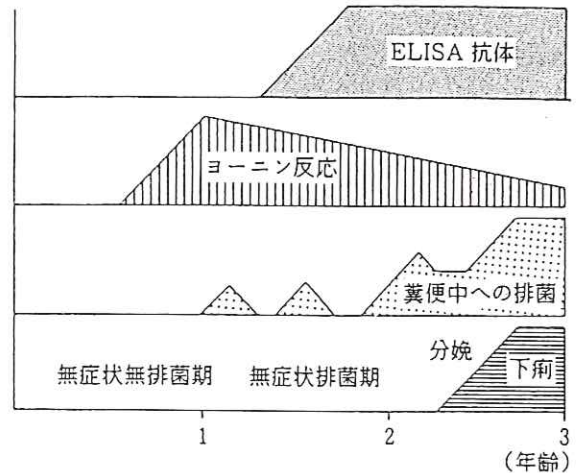 ELISA 抗体
ヨーニン反応
糞便中への排菌
分娩
無症状無排菌期 無症状排菌期 下痢
1 2 3
(年齢)